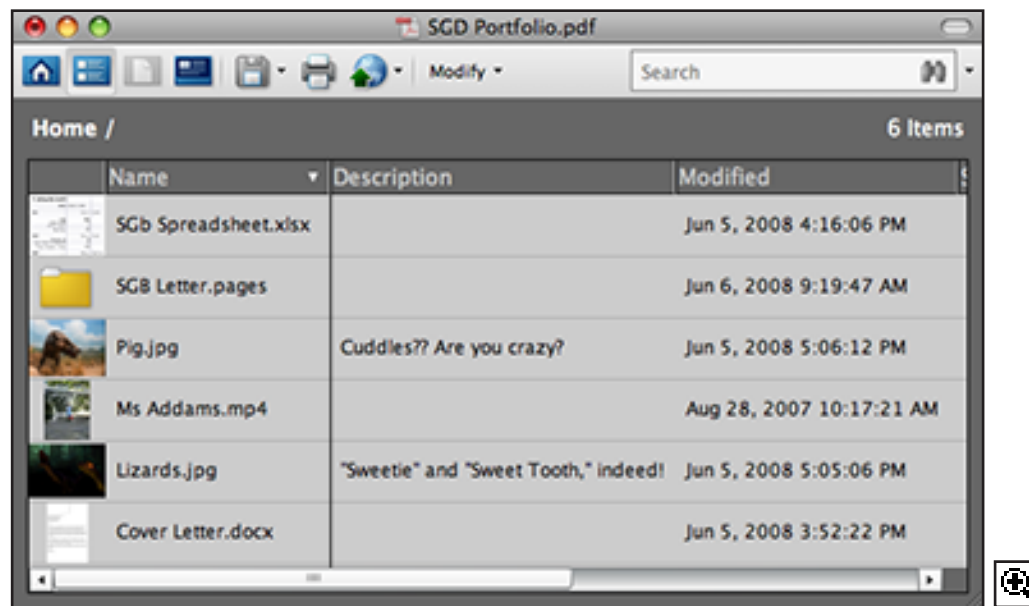 SGD Portfolio.pdf
Modify
Search
Home /
6 Items
Name
Description
Modified
SGb Spreadsheet.xlsx
Jun 5, 2008 4:16:06 PM
SGB Letter.pages
Jun 6, 2008 9:19:47 AM
Pig.jpg
Cuddles?? Are you crazy?
Jun 5, 2008 5:06:12 PM
Ms Addams.mp4
Aug 28, 2007 10:17:21 AM
Lizards.jpg
"Sweetie" and "Sweet Tooth," indeed!
Jun 5, 2008 5:05:06 PM
Cover Letter.docx
Jun 5, 2008 3:52:22 PM